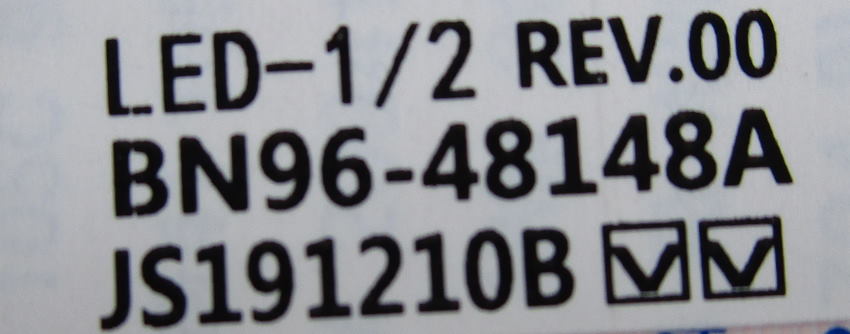 LED-1/2 REV.00
BN96-48148A
JS191210B ☑☑